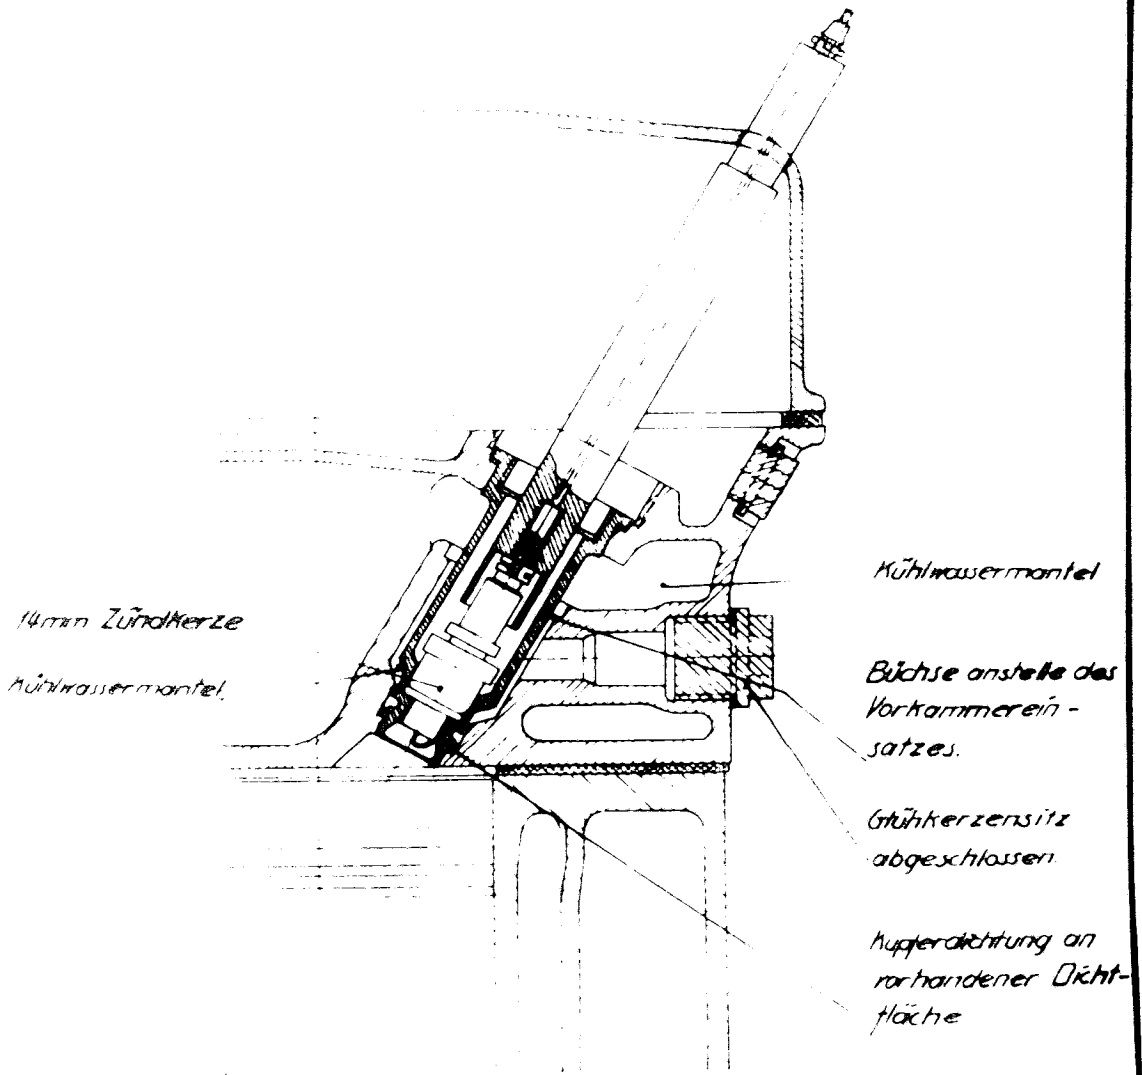 14mm Zündkerze
Kühlwassermantel.
Kühlwassermantel
Büchse anstelle des
Vorkammerein-
satzes.
Glühkerzensitz
abgeschlossen.
Kupferdichtung an
vorhandener Dicht-
fläche